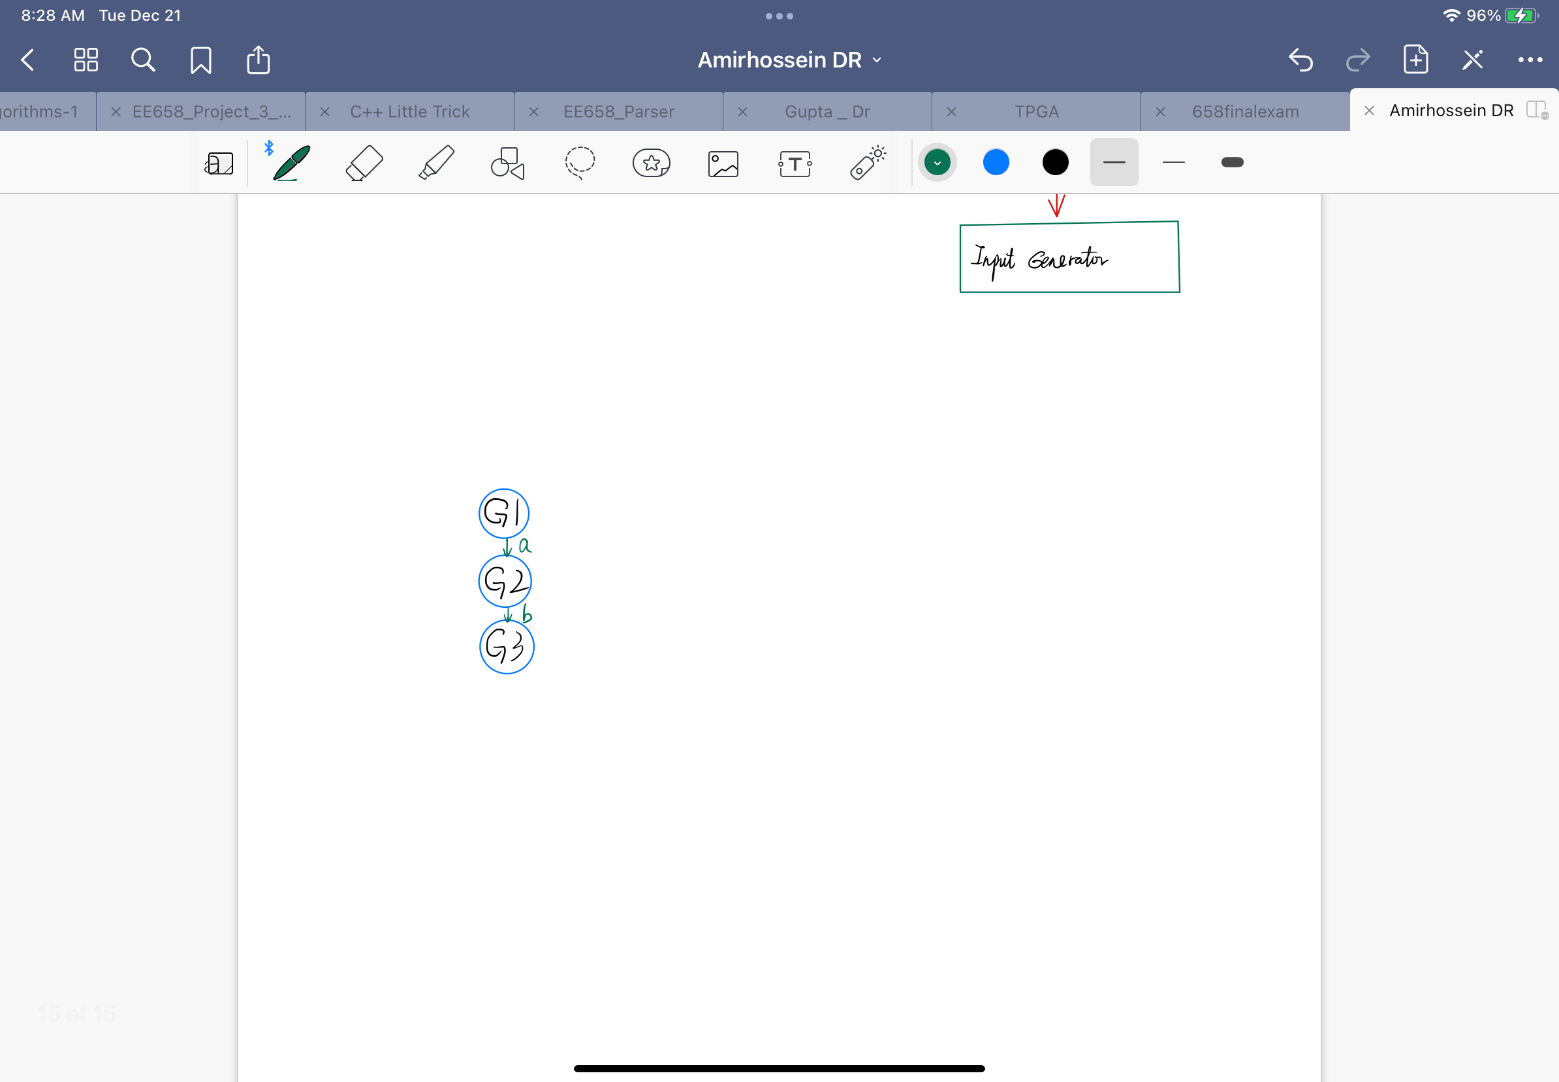 8:28 AM Tue Dec 21
96%
Amirhossein DR
gorithms-1
EE658_Project_3_...
C++ Little Trick
EE658_Parser
Gupta _ Dr
TPGA
658finalexam
Amirhossein DR
Input Generator
G1
a
G2
b
G3
15 of 15